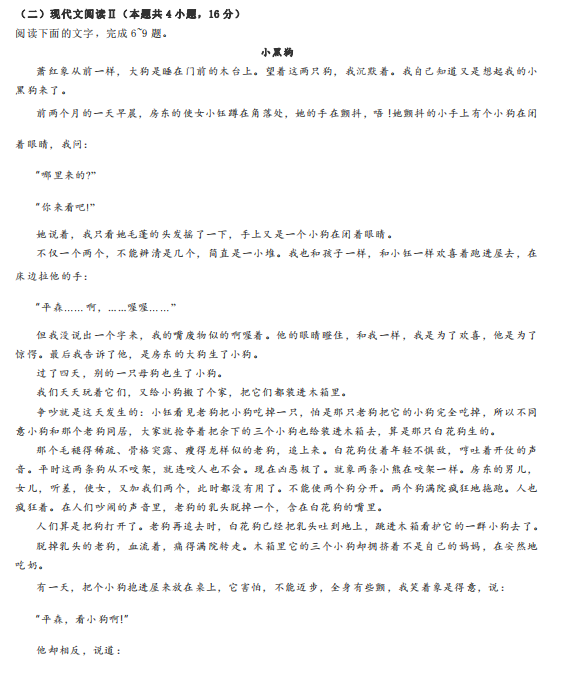 （二）现代文阅读Ⅱ（本题共4小题，16分）
阅读下面的文字，完成6~9题。
小黑狗
萧红象从前一样，大狗是睡在门前的木台上。望着这两只狗，我沉默着。我自己知道又是想起我的小
黑狗来了。
前两个月的一天早晨，房东的使女小钰蹲在角落处，她的手在颤抖，唔!她颤抖的小手上有个小狗在闭
着眼睛，我问：
"哪里来的?”
"你来看吧!”
她说着，我只看她毛蓬的头发摇了一下，手上又是一个小狗在闭着眼睛。
不仅一个两个，不能辨清是几个，简直是一小堆。我也和孩子一样，和小钰一样欢喜着跑进屋去，在
床边拉他的手：
"平森……啊，……喔喔……”
但我没说出一个字来，我的嘴废物似的啊喔着。他的眼睛瞪住，和我一样，我是为了欢喜，他是为了
惊愕。最后我告诉了他，是房东的大狗生了小狗。
过了四天，别的一只母狗也生了小狗。
我们天天玩着它们，又给小狗搬了个家，把它们都装进木箱里。
争吵就是这天发生的：小钰看见老狗把小狗吃掉一只，怕是那只老狗把它的小狗完全吃掉，所以不同
意小狗和那个老狗同居，大家就抢夺着把余下的三个小狗也给装进木箱去，算是那只白花狗生的。
那个毛褪得稀疏、骨格突露、瘦得龙样似的老狗，追上来。白花狗仗着年轻不惧敌，哼吐着开仗的声
音。平时这两条狗从不咬架，就连咬人也不会。现在凶恶极了。就象两条小熊在咬架一样。房东的男儿，
女儿，听差，使女，又加我们两个，此时都没有用了。不能使两个狗分开。两个狗满院疯狂地拖跑。人也
疯狂着。在人们吵闹的声音里，老狗的乳头脱掉一个，含在白花狗的嘴里。
人们算是把狗打开了。老狗再追去时，白花狗已经把乳头吐到地上，跳进木箱看护它的一群小狗去了。
脱掉乳头的老狗，血流着，痛得满院转走。木箱里它的三个小狗却拥挤着不是自己的妈妈，在安然地
吃奶。
有一天，把个小狗抱进屋来放在桌上，它害怕，不能迈步，全身有些颤，我笑着象是得意，说：
"平森，看小狗啊!”
他却相反，说道：